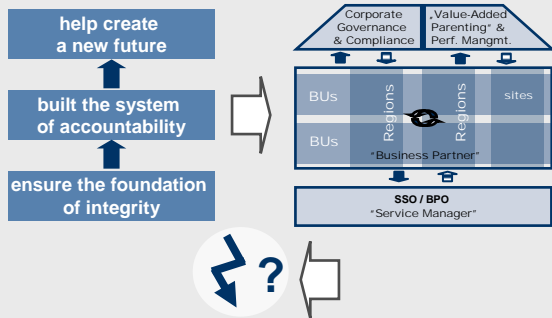 help create
a new future
built the system
of accountability
ensure the foundation
of integrity
Corporate
Governance
& Compliance
„Value-Added
Parenting“ &
Perf. Mangmt.
BUs
Regions
Regions
sites
BUs
"Business Partner"
SSO / BPO
"Service Manager"
?